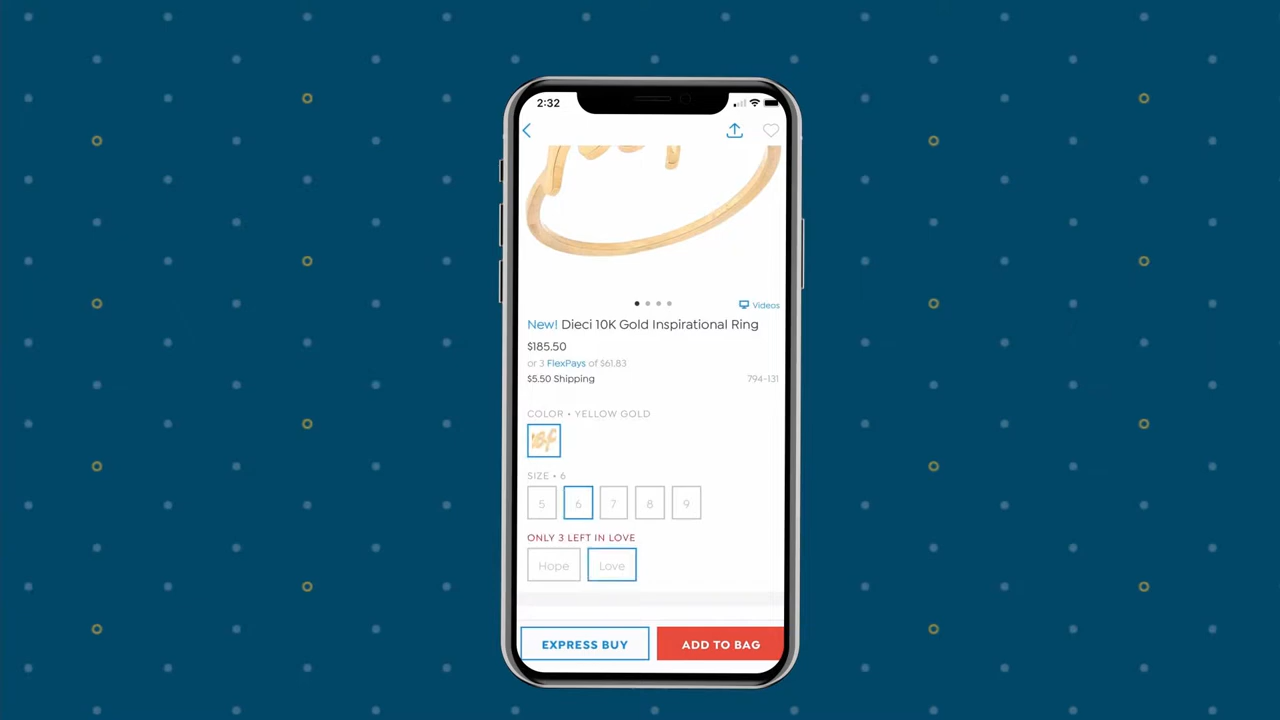 2:32
Videos
New! Dieci 10K Gold Inspirational Ring
$185.50
or 3 FlexPays of $61.83
$5.50 Shipping 794-131
COLOR • YELLOW GOLD
SIZE • 6
5 6 7 8 9
ONLY 3 LEFT IN LOVE
Hope Love
EXPRESS BUY ADD TO BAG